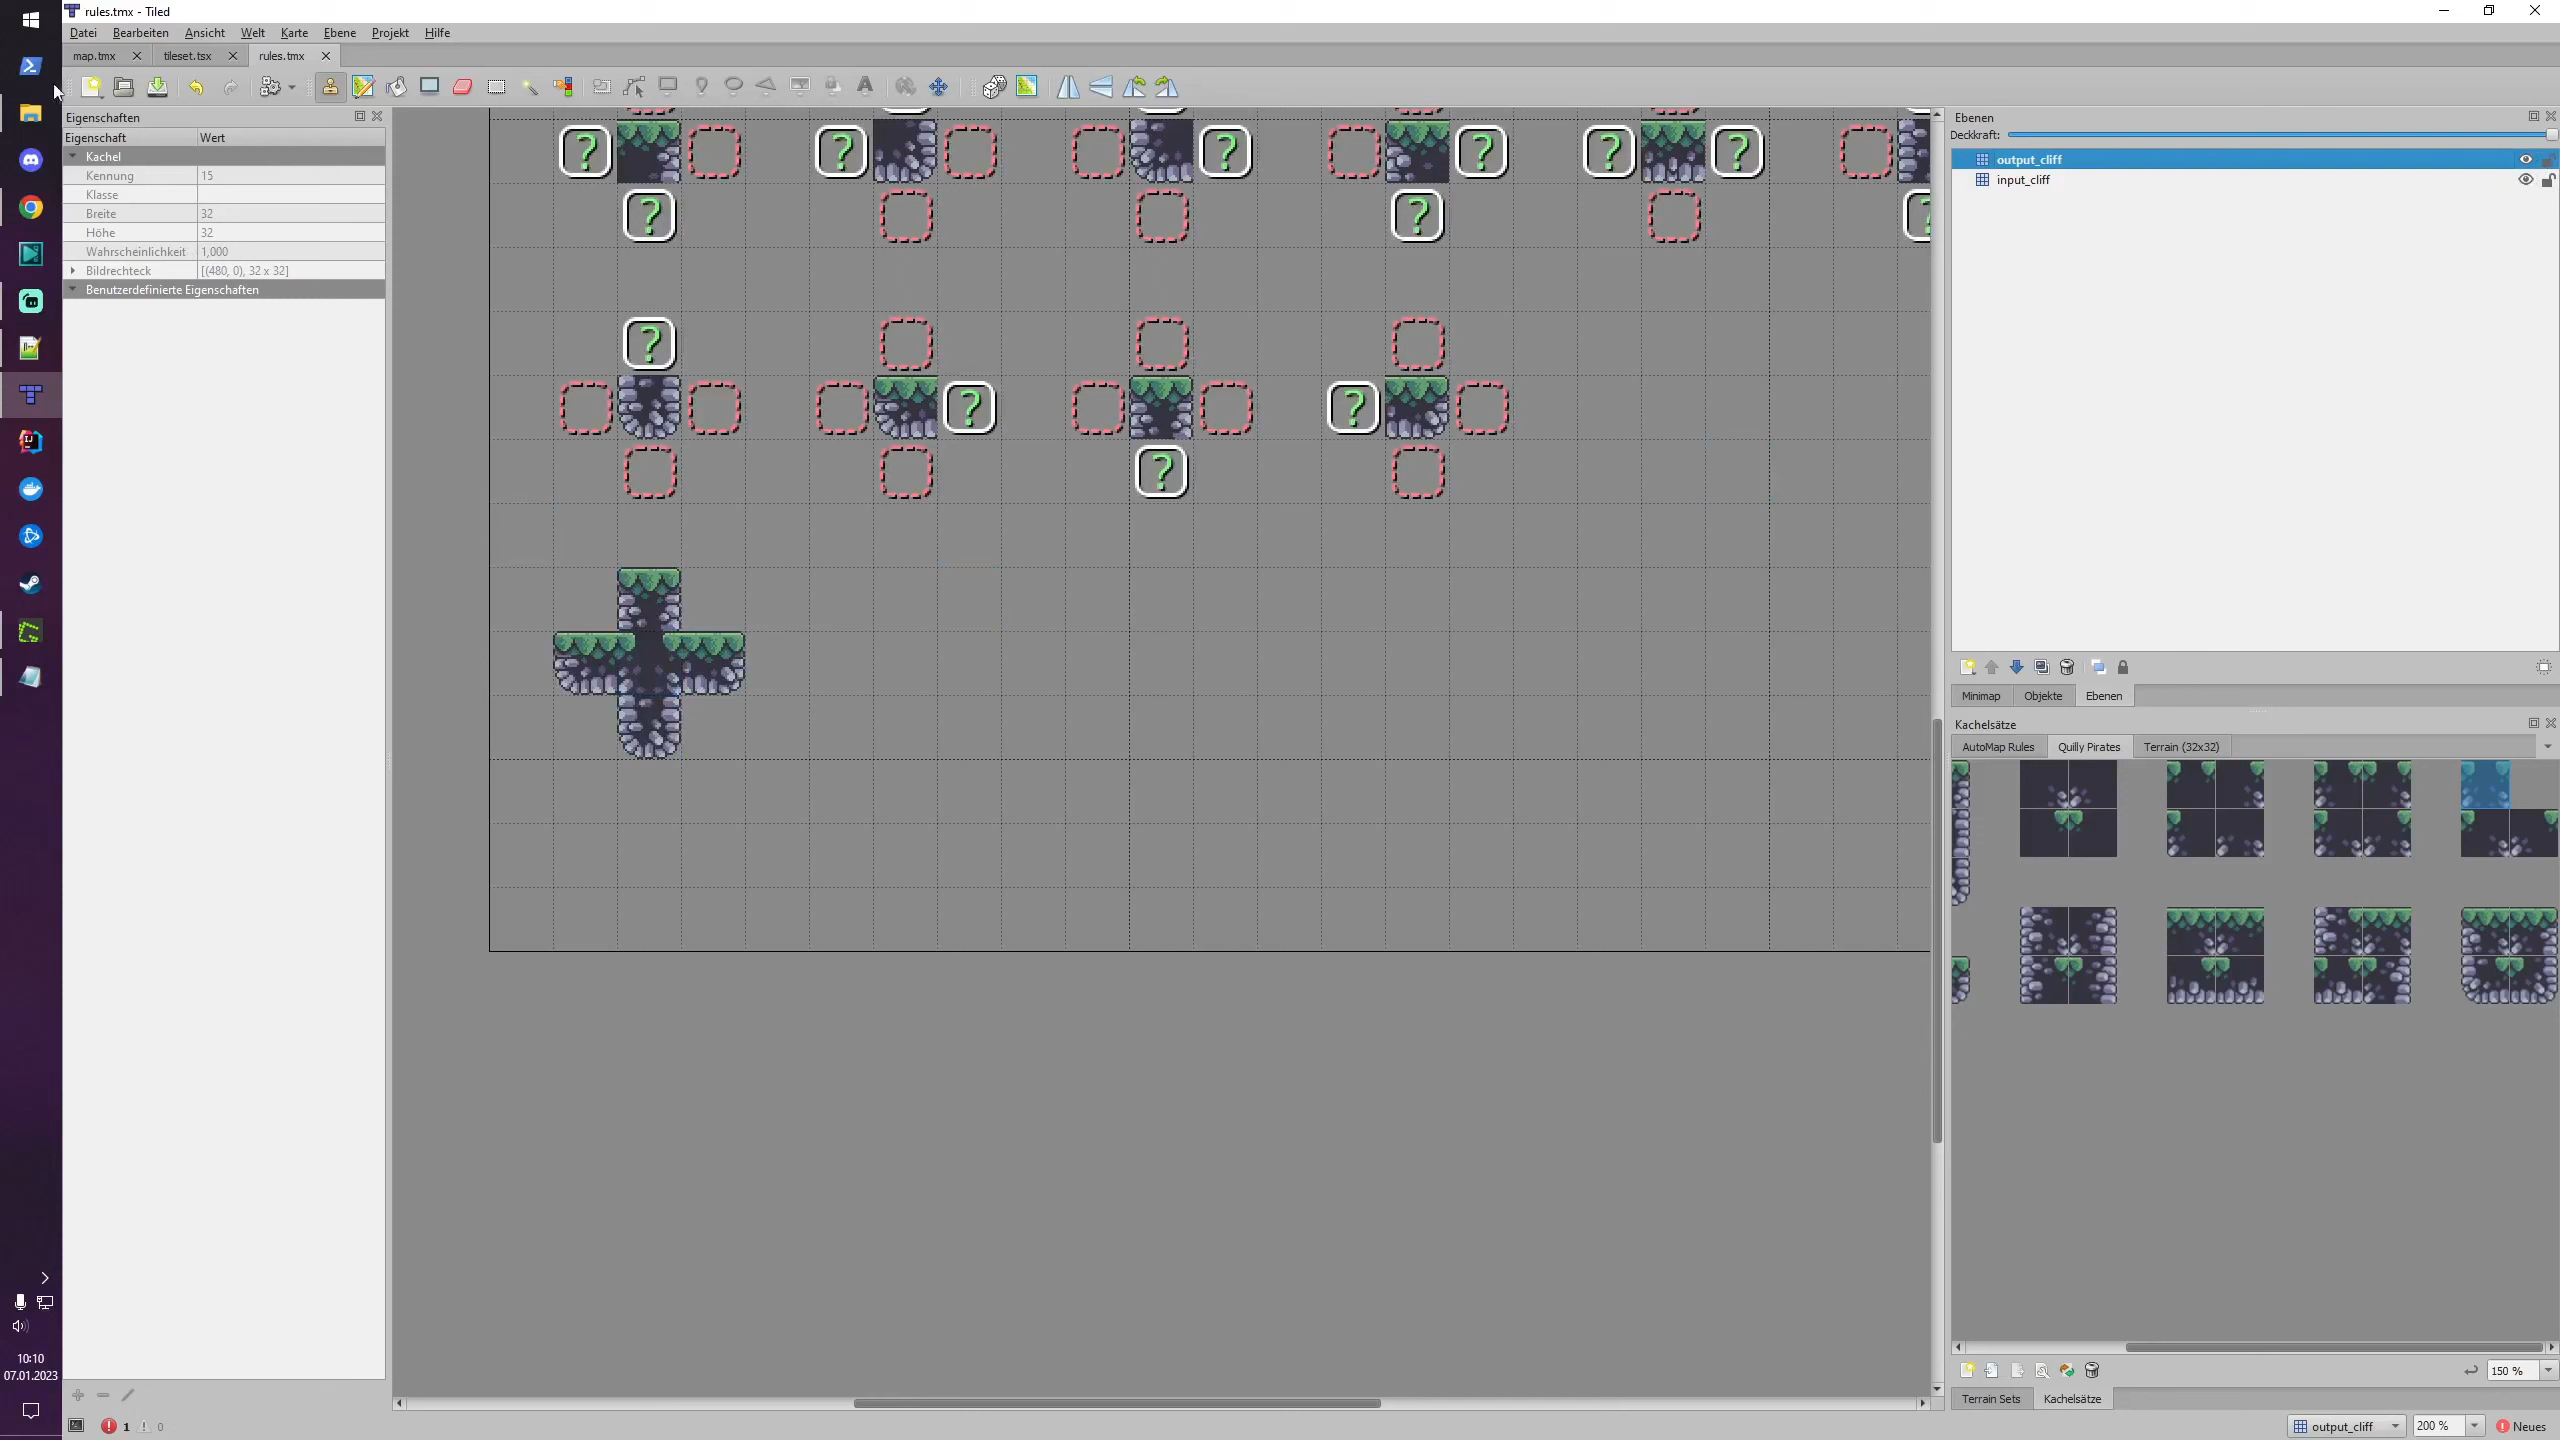 rules.tmx - Tiled
Datei Bearbeiten Ansicht Welt Karte Ebene Projekt Hilfe
map.tmx tileset.tsx rules.tmx
Eigenschaften
Eigenschaft Wert
Kachel
Kennung 15
Klasse
Breite 32
Höhe 32
Wahrscheinlichkeit 1,000
Bildrechteck [(480, 0), 32 x 32]
Benutzerdefinierte Eigenschaften
? ? ? ? ? ?
? ? ?
?
? ?
?
Ebenen
Deckkraft:
output_cliff
input_cliff
Minimap Objekte Ebenen
Kachelsätze
AutoMap Rules Quilly Pirates Terrain (32x32)
150 %
Terrain Sets Kachelsätze
10:10
07.01.2023
1 0
output_cliff 200 % Neues